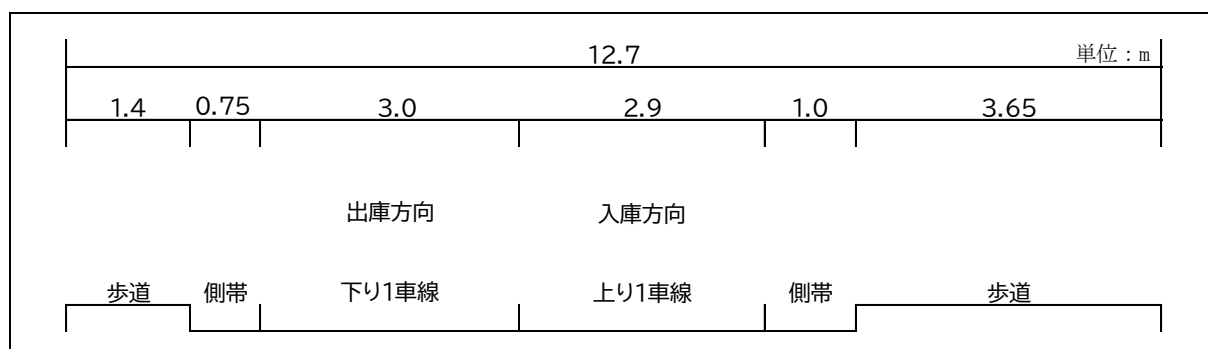 12.7 単位:m
1.4 0.75 3.0 2.9 1.0 3.65
出庫方向 入庫方向
歩道 側帯 下り1車線 上り1車線 側帯 歩道